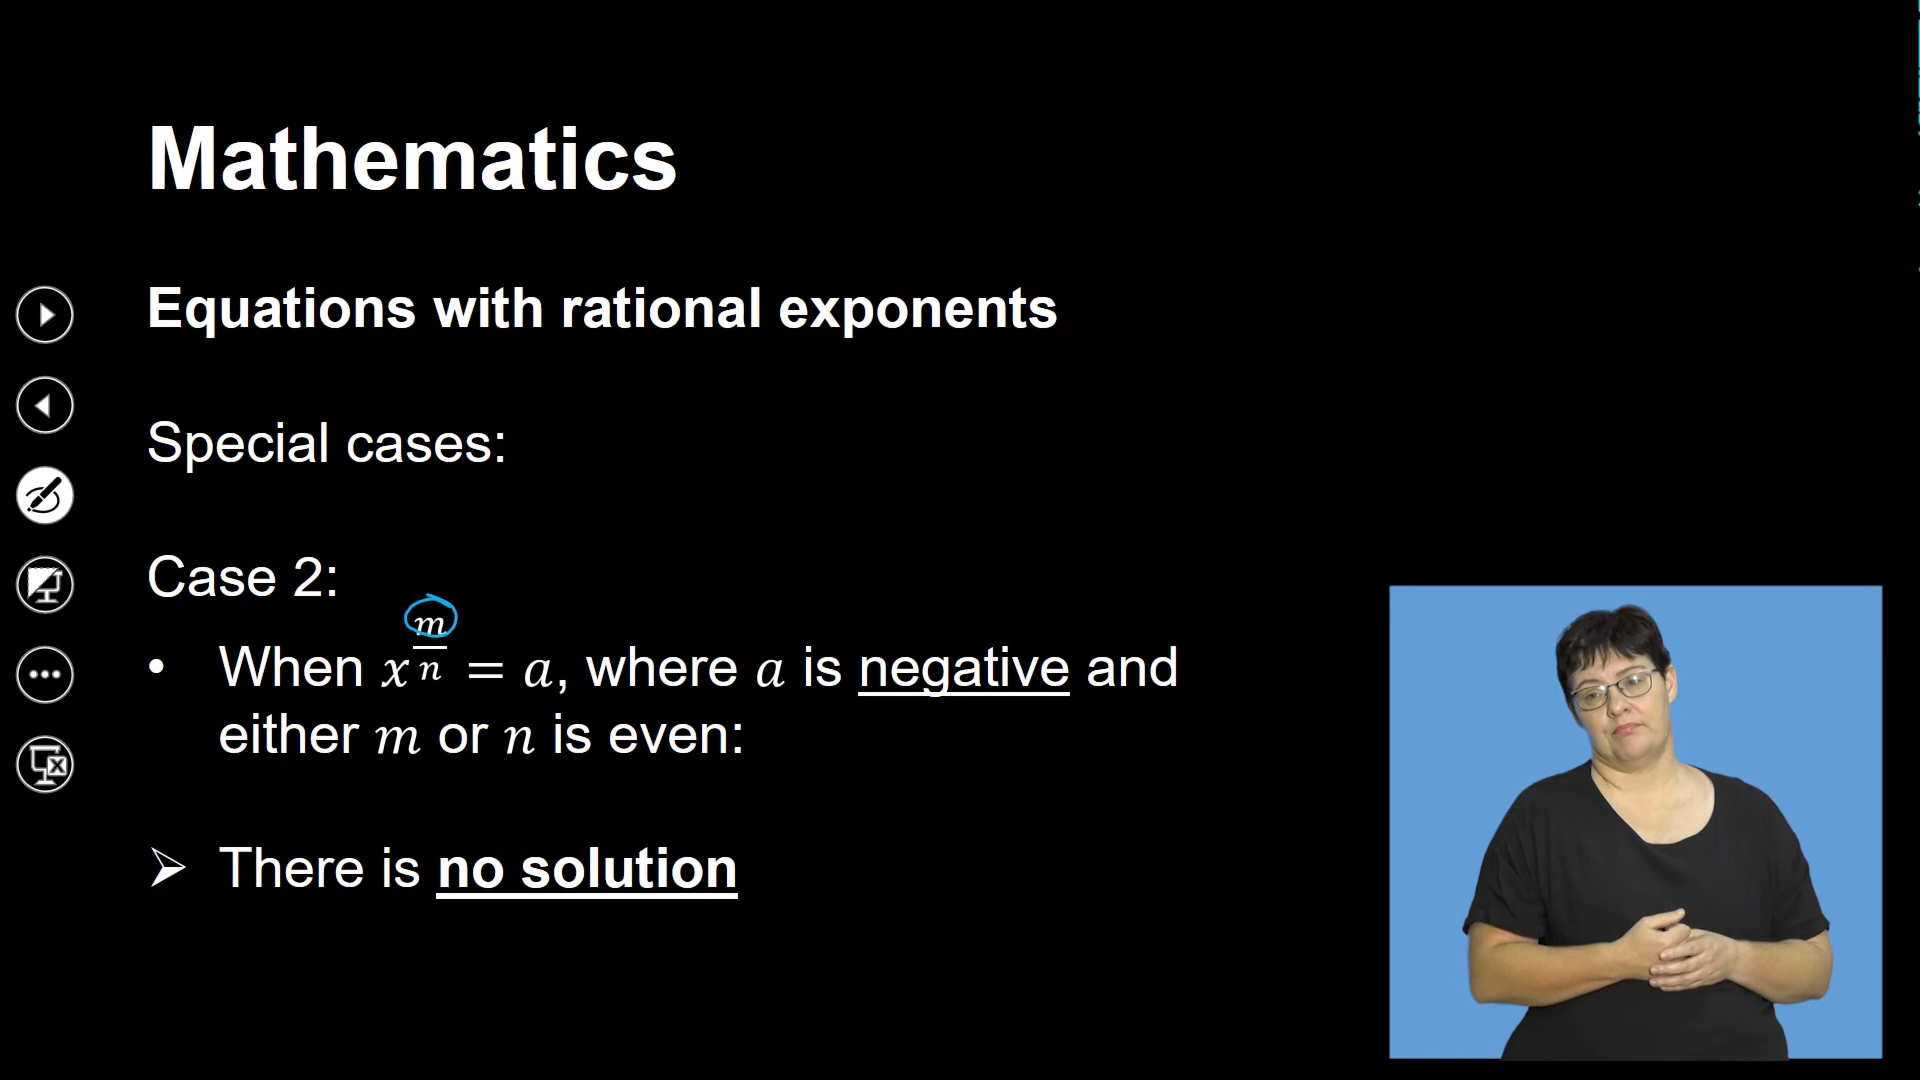 Mathematics
Equations with rational exponents
Special cases:
Case 2:
• When $x^{\frac{m}{n}} = a$, where $a$ is negative and
either $m$ or $n$ is even:
➢ There is no solution